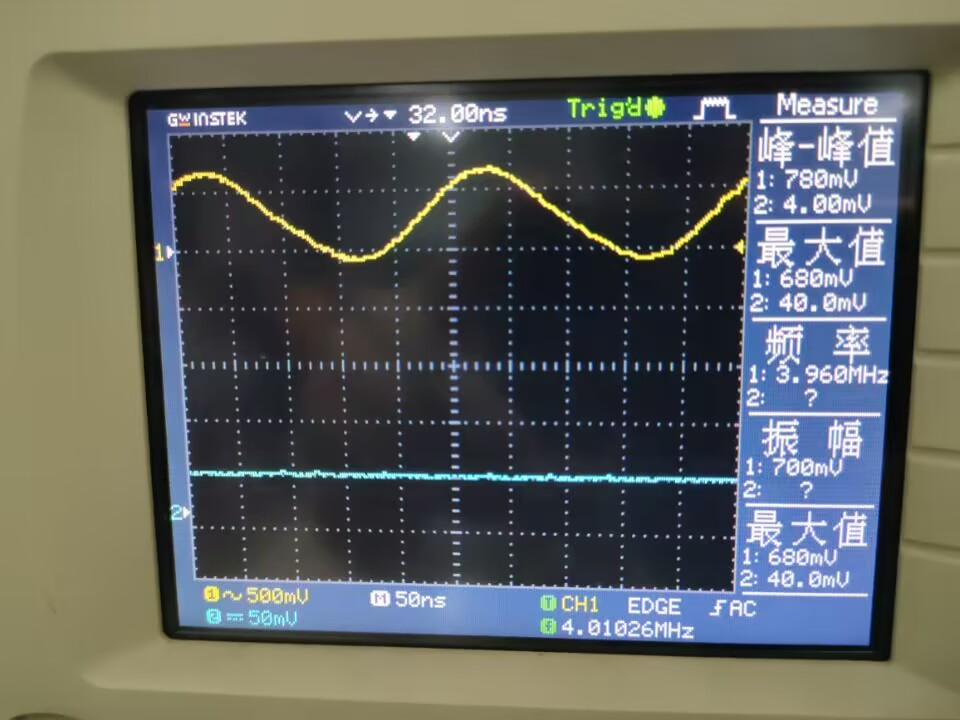 GWINSTEK 32.00ns Trig'd Measure
峰-峰值
1: 780mV
2: 4.00mV
最大值
1: 680mV
2: 40.0mV
频 率
1: 3.960MHz
2: ?
振 幅
1: 700mV
2: ?
最大值
1: 680mV
2: 40.0mV
1
2
1 500mV M 50ns T CH1 EDGE AC
2 50mV f 4.01026MHz